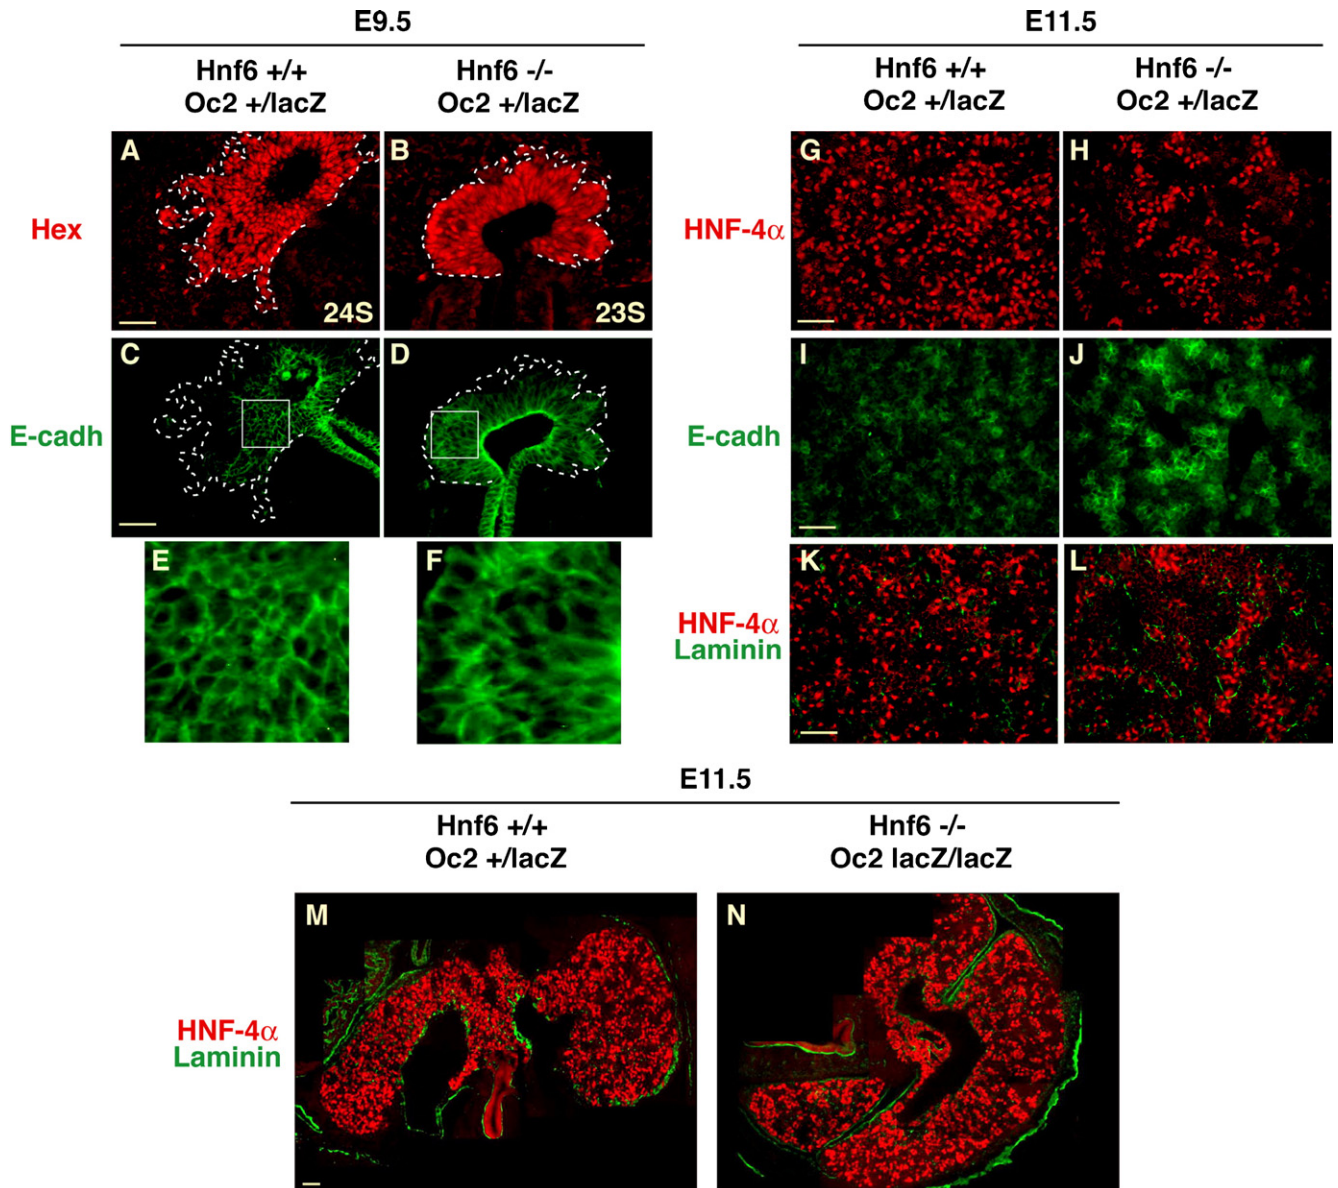 E9.5
E11.5
Hnf6 +/+
Oc2 +/lacZ
Hnf6 -/-
Oc2 +/lacZ
Hnf6 +/+
Oc2 +/lacZ
Hnf6 -/-
Oc2 +/lacZ
Hex
A
24S
B
23S
HNF-4α
G
H
E-cadh
C
D
E-cadh
I
J
E
F
HNF-4α
Laminin
K
L
E11.5
Hnf6 +/+
Oc2 +/lacZ
Hnf6 -/-
Oc2 lacZ/lacZ
HNF-4α
Laminin
M
N